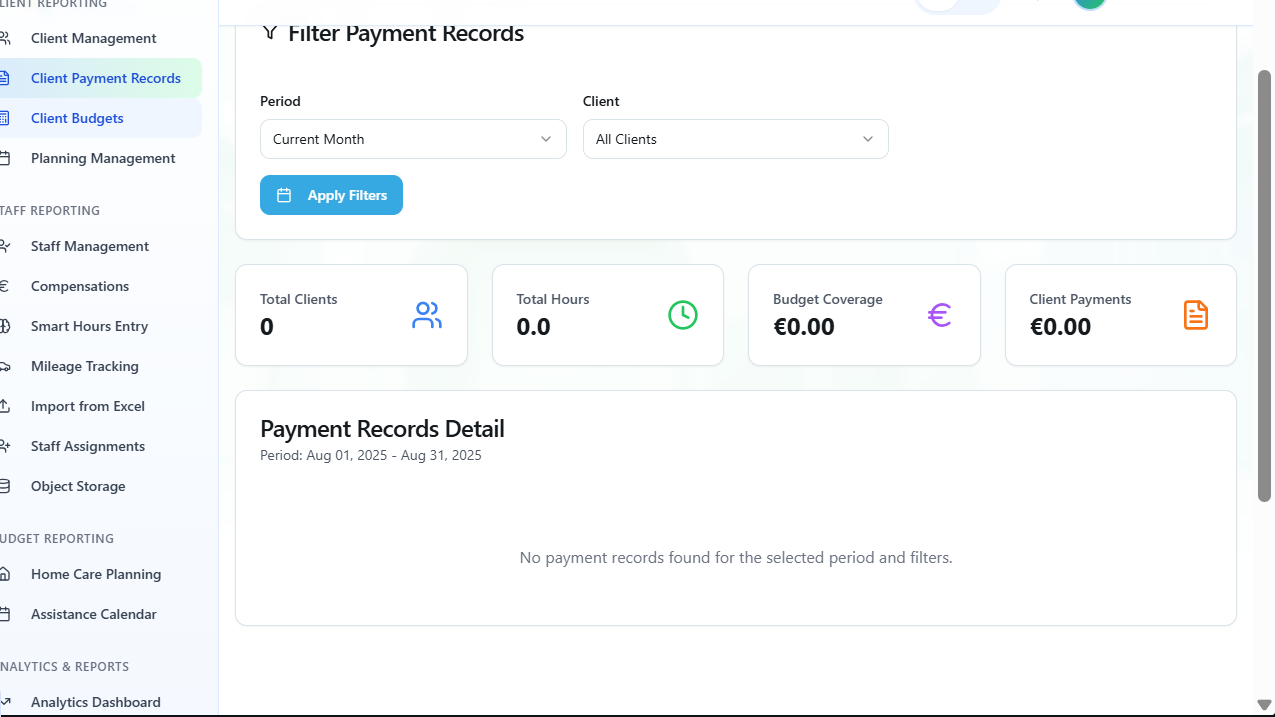 CLIENT REPORTING
Client Management
Client Payment Records
Client Budgets
Planning Management
STAFF REPORTING
Staff Management
Compensations
Smart Hours Entry
Mileage Tracking
Import from Excel
Staff Assignments
Object Storage
BUDGET REPORTING
Home Care Planning
Assistance Calendar
ANALYTICS & REPORTS
Analytics Dashboard
Filter Payment Records
Period
Client
Current Month
All Clients
Apply Filters
Total Clients
0
Total Hours
0.0
Budget Coverage
€0.00
Client Payments
€0.00
Payment Records Detail
Period: Aug 01, 2025 - Aug 31, 2025
No payment records found for the selected period and filters.